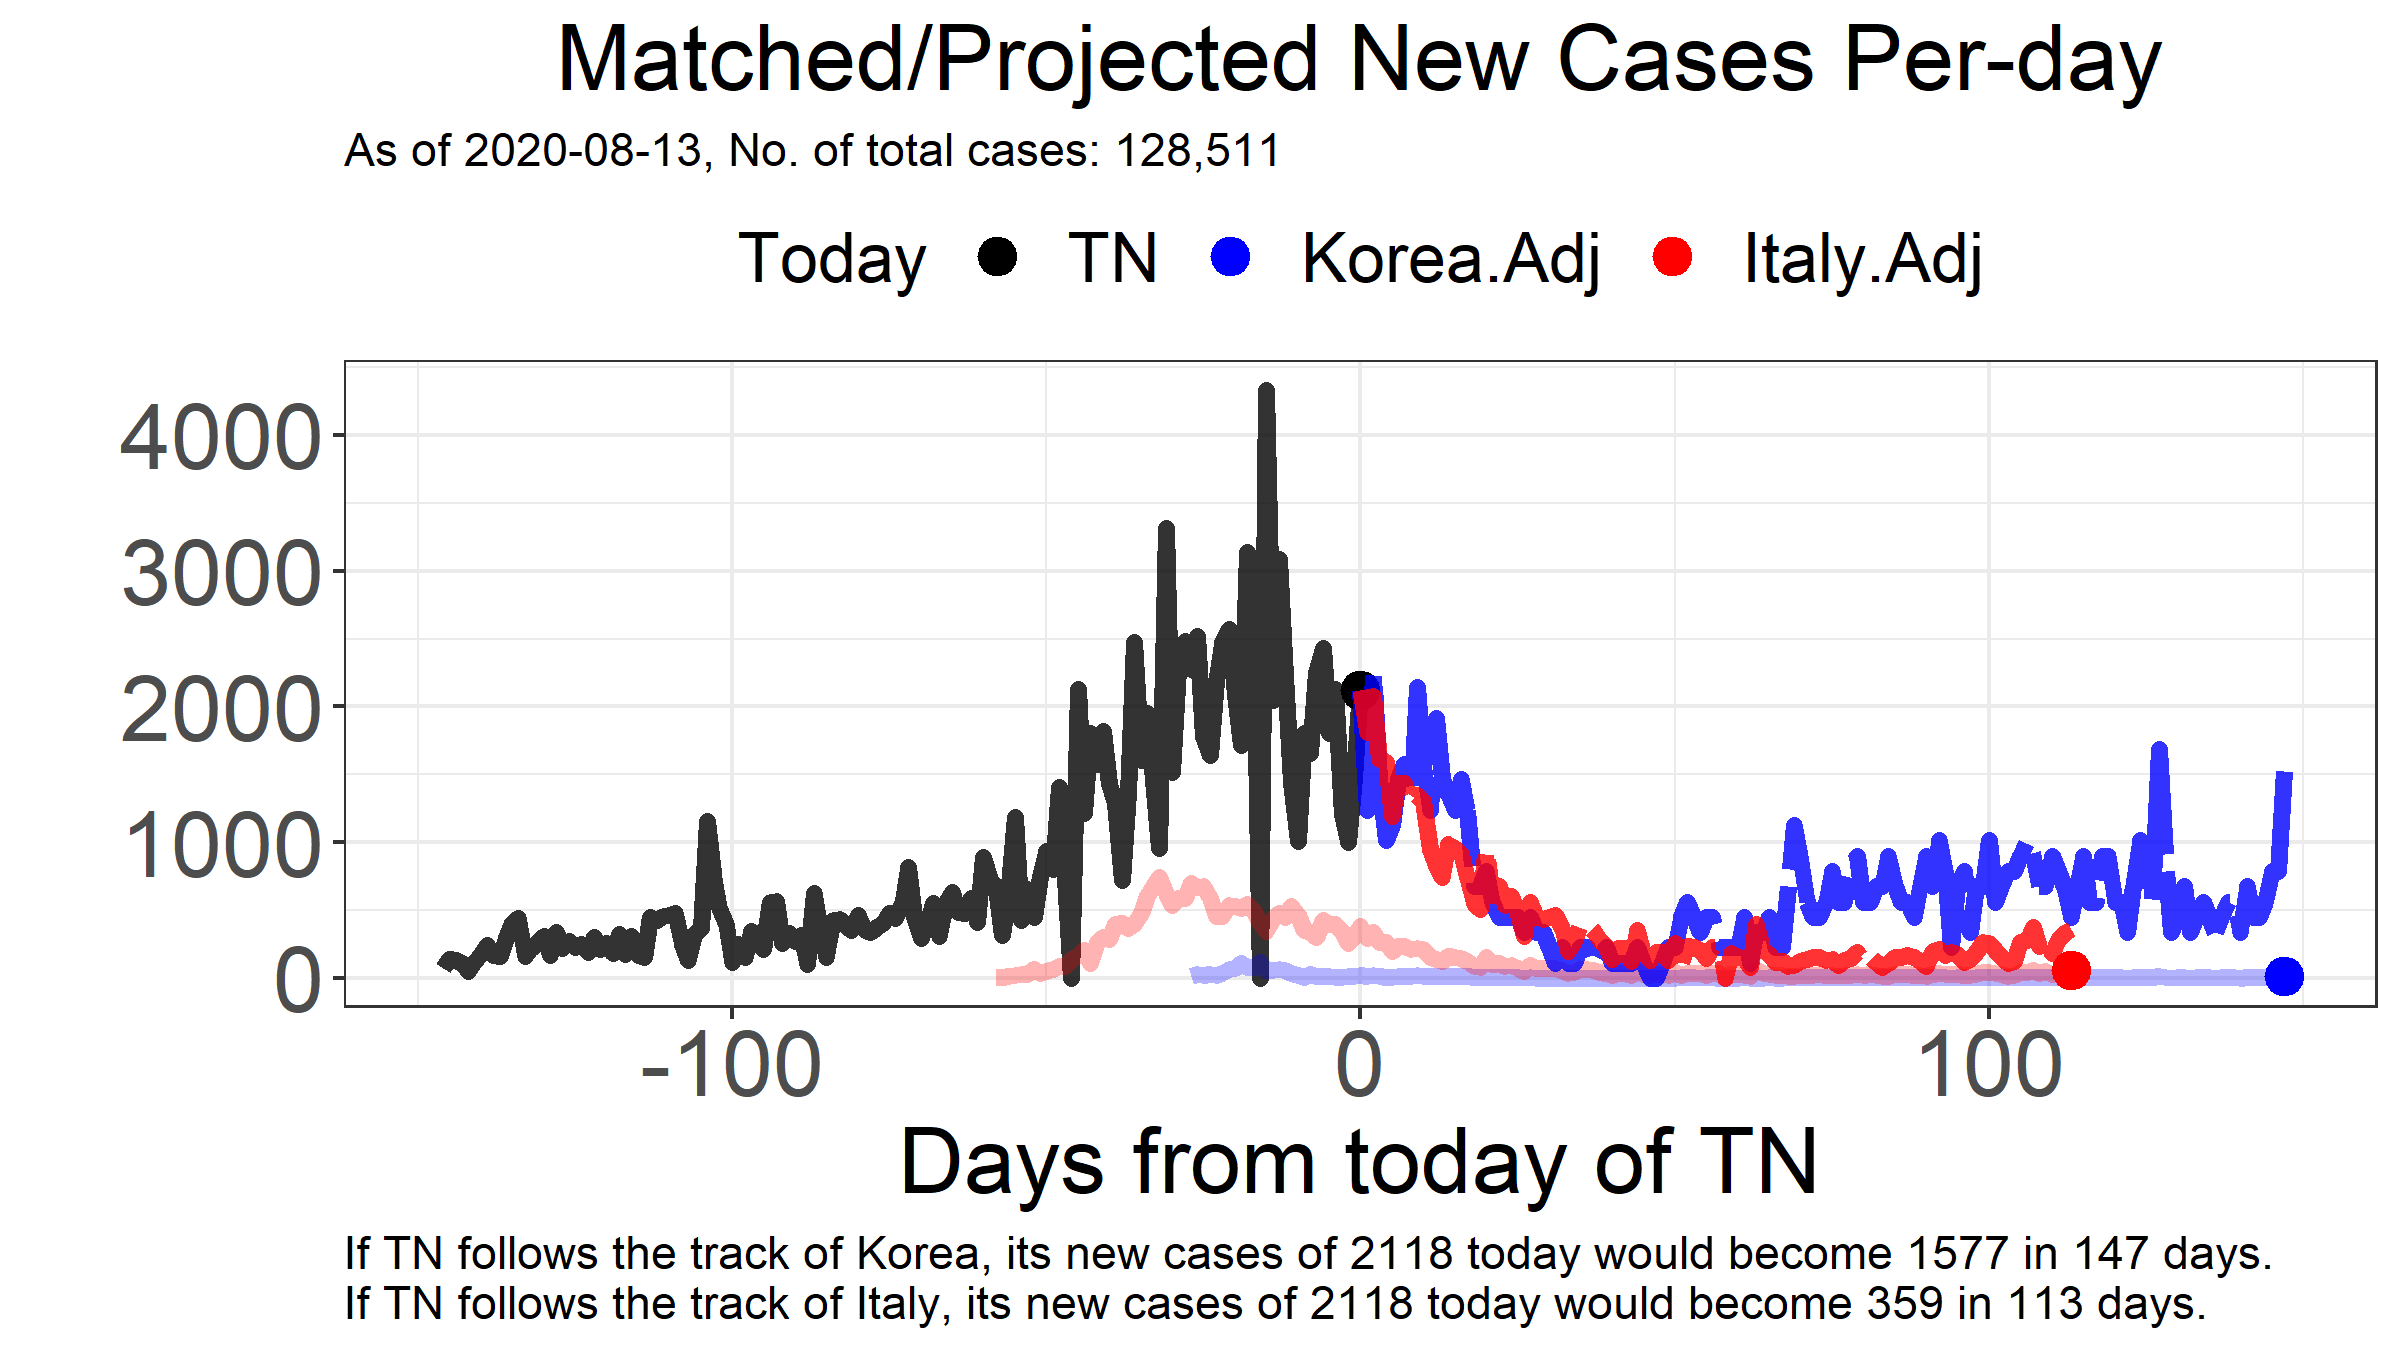 Matched/Projected New Cases Per-day
As of 2020-08-13, No. of total cases: 128,511
Today TN Korea.Adj Italy.Adj
4000
3000
2000
1000
0
-100 0 100
Days from today of TN
If TN follows the track of Korea, its new cases of 2118 today would become 1577 in 147 days.
If TN follows the track of Italy, its new cases of 2118 today would become 359 in 113 days.